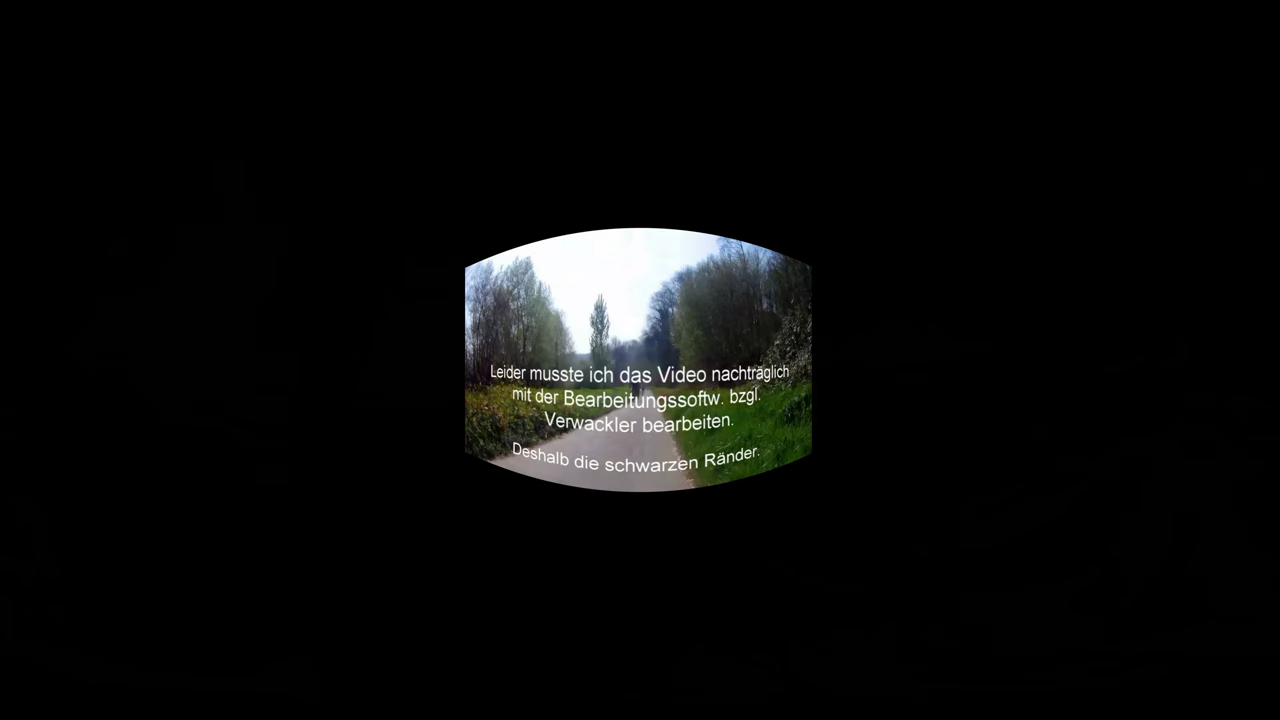 Leider musste ich das Video nachträglich
mit der Bearbeitungssoftw. bzgl.
Verwackler bearbeiten.
Deshalb die schwarzen Ränder.